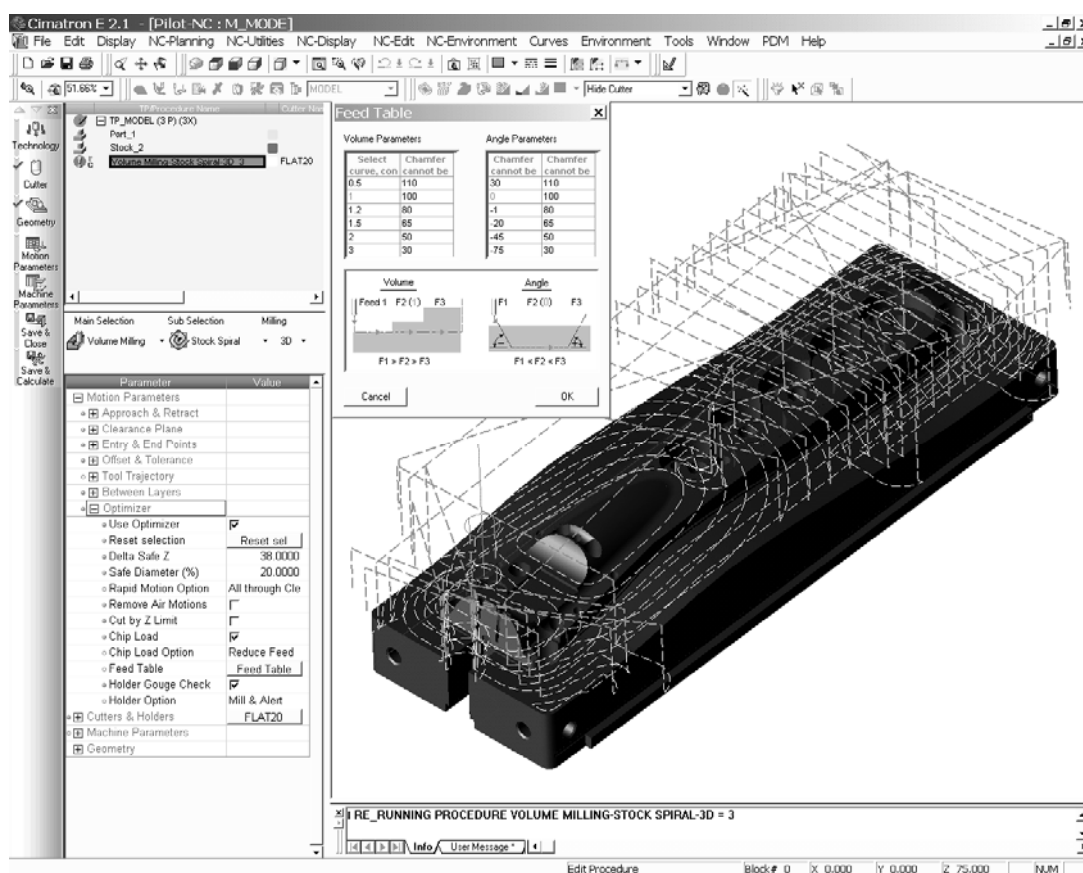 Cimatron E 2.1 - [Pilot-NC : M_MODE]
File Edit Display NC-Planning NC-Utilities NC-Display NC-Edit NC-Environment Curves Environment Tools Window PDM Help
51.66% MODEL Hide Cutter
TP/Procedure Name Cutter Nam
TP_MODEL (3 P) (3X)
Part_1
Stock_2
Volume Milling-Stock Spiral-3D_3 FLAT20
Technology
Cutter
Geometry
Motion
Parameters
Machine
Parameters
Save &
Close
Save &
Calculate
Main Selection Sub Selection Milling
Volume Milling Stock Spiral 3D
Parameter Value
Motion Parameters
Approach & Retract
Clearance Plane
Entry & End Points
Offset & Tolerance
Tool Trajectory
Between Layers
Optimizer
Use Optimizer
Reset selection Reset sel
Delta Safe Z 38.0000
Safe Diameter (%) 20.0000
Rapid Motion Option All through Cle
Remove Air Motions
Cut by Z Limit
Chip Load
Chip Load Option Reduce Feed
Feed Table Feed Table
Holder Gouge Check
Holder Option Mill & Alert
Cutters & Holders FLAT20
Machine Parameters
Geometry
Feed Table
Volume Parameters Angle Parameters
Select Chamfer Chamfer Chamfer
curve, con cannot be cannot be cannot be
0.5 110 30 110
1 100 0 100
1.2 80 -1 80
1.5 65 -20 65
2 50 -45 50
3 30 -75 30
Volume Angle
Feed 1 F2 (1) F3 F1 F2 (0) F3
F1 > F2 > F3 F1 < F2 < F3
Cancel OK
RE_RUNNING PROCEDURE VOLUME MILLING-STOCK SPIRAL-3D = 3
Info User Message *
Edit Procedure Block# 0 X 0.000 Y 0.000 Z 75.000 NUM